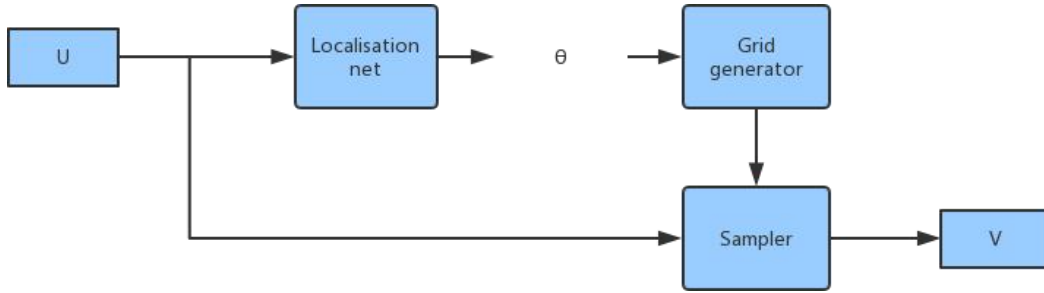 U
Localisation
net
θ
Grid
generator
Sampler
V